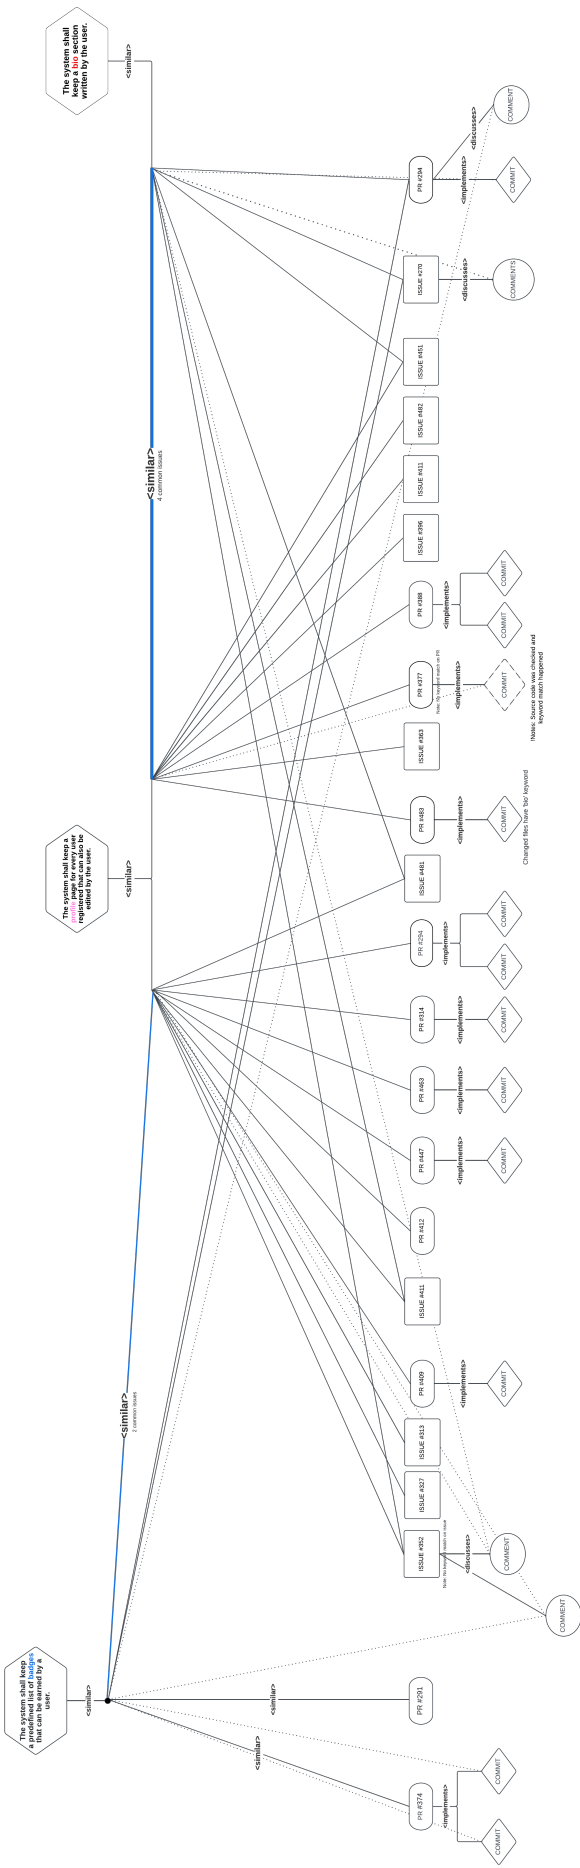 The system shall
keep a bio section
written by the user.
<similar>
COMMENT
<discusses>
PR #294
<implements>
COMMIT
ISSUE #270
<discusses>
COMMENTS
ISSUE #451
ISSUE #482
<similar>
4 common issues
ISSUE #411
ISSUE #396
PR #388
<implements>
COMMIT
COMMIT
PR #377
Note: No keyword match on PR
<implements>
COMMIT
!Notes: Source code was checked and
keyword match happened
ISSUE #363
PR #483
<implements>
COMMIT
Changed files have 'bio' keyword
The system shall keep a
profile page for every user
registered that can also be
edited by the user.
<similar>
ISSUE #481
PR #294
<implements>
COMMIT
COMMIT
PR #314
<implements>
COMMIT
PR #463
<implements>
COMMIT
PR #447
<implements>
COMMIT
PR #412
ISSUE #411
PR #409
<implements>
COMMIT
<similar>
2 common issues
ISSUE #313
ISSUE #327
ISSUE #352
Note: No keyword match on issue
<discusses>
COMMENT
COMMENT
The system shall keep
a predefined list of badges
that can be earned by a
user.
<similar>
<similar>
PR #291
<similar>
PR #374
<implements>
COMMIT
COMMIT